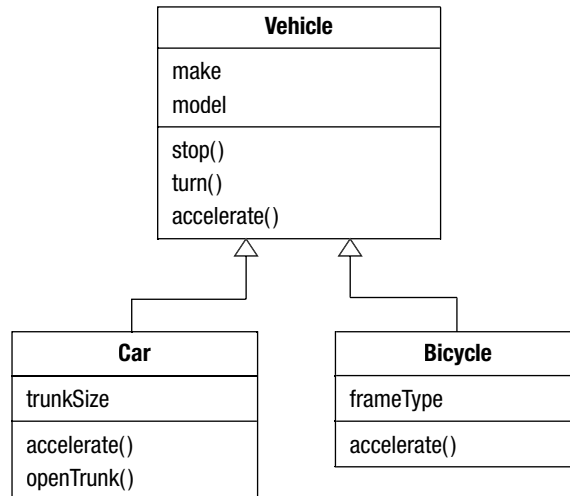 Vehicle
make
model
stop()
turn()
accelerate()
Car
trunkSize
accelerate()
openTrunk()
Bicycle
frameType
accelerate()